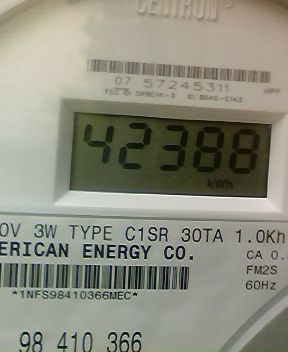 CENTRON®
07 57245311
42388
kWh
0V 3W TYPE C1SR 30TA 1.0Kh
ERICAN ENERGY CO.
CA 0.
FM2S
60Hz
*1NFS98410366MEC*
98 410 366